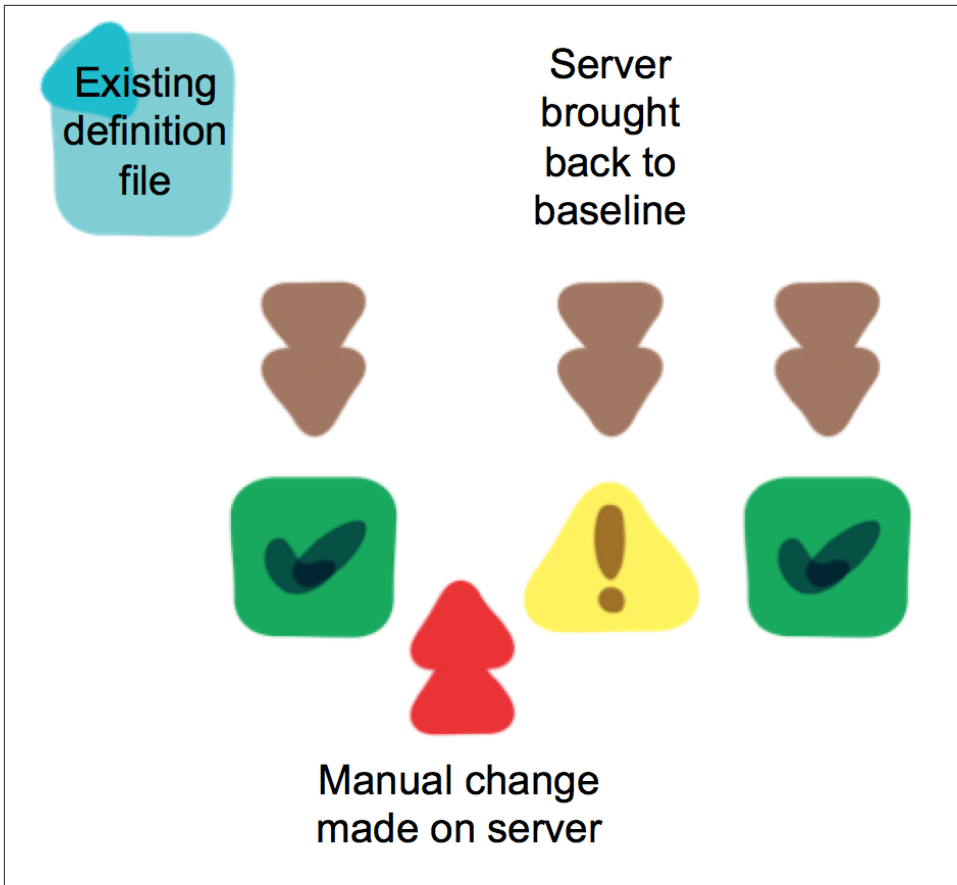 Existing
definition
file
Server
brought
back to
baseline
Manual change
made on server